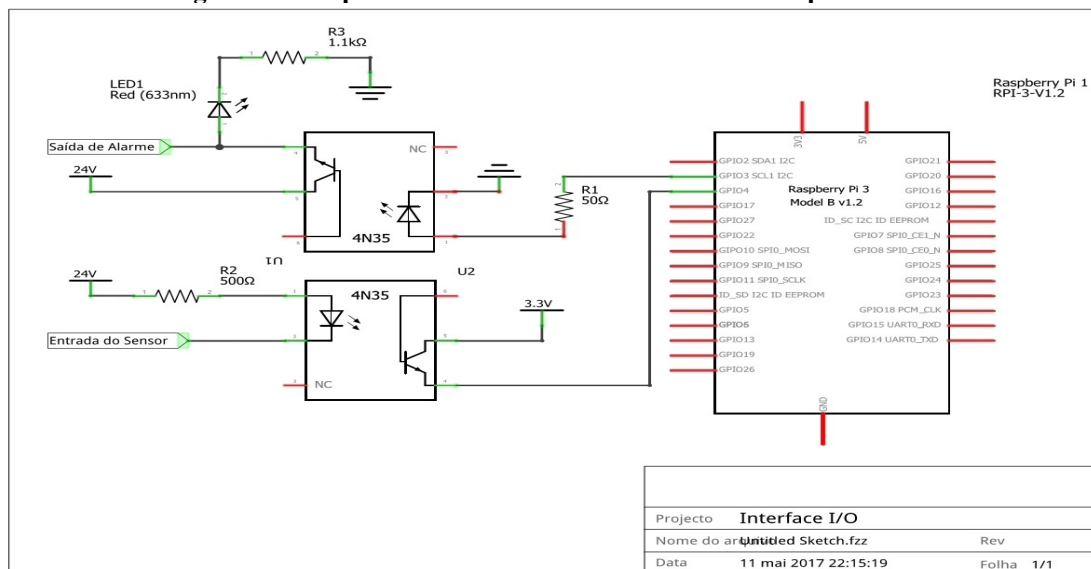 R3
1.1kΩ
LED1
Red (633nm)
Saída de Alarme
24V
NC
4N35
U1
R1
50Ω
24V
R2
500Ω
Entrada do Sensor
4N35
NC
U2
3.3V
Raspberry Pi 1
RPI-3-V1.2
3V3
5V
Raspberry Pi 3
Model B v1.2
GPIO2 SDA1 I2C
GPIO3 SCL1 I2C
GPIO4
GPIO17
GPIO27
GPIO22
GIPO10 SPI0_MOSI
GPIO9 SPI0_MISO
GPIO11 SPI0_SCLK
ID_SD I2C ID EEPROM
GPIO5
GPIO6
GPIO13
GPIO19
GPIO26
GPIO21
GPIO20
GPIO16
GPIO12
ID_SC I2C ID EEPROM
GPIO7 SPI0_CE1_N
GPIO8 SPI0_CE0_N
GPIO25
GPIO24
GPIO23
GPIO18 PCM_CLK
GPIO15 UART0_RXD
GPIO14 UART0_TXD
GND
Projecto Interface I/O
Nome do Untitled Sketch.fzz Rev
Data 11 mai 2017 22:15:19 Folha 1/1